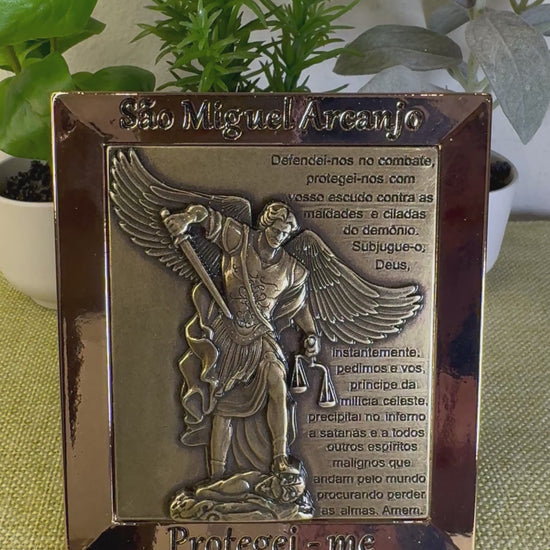 São Miguel Arcanjo
Defendei-nos no combate,
protegei-nos com
vosso escudo contra as
maldades e ciladas
do demônio.
Subjugue-o,
Deus,
instantemente,
pedimos e vos,
príncipe da
milícia celeste,
precipitai no inferno
a satanás e a todos
outros espíritos
malignos que
andam pelo mundo
procurando perder
as almas. Amem.
Protegei - me